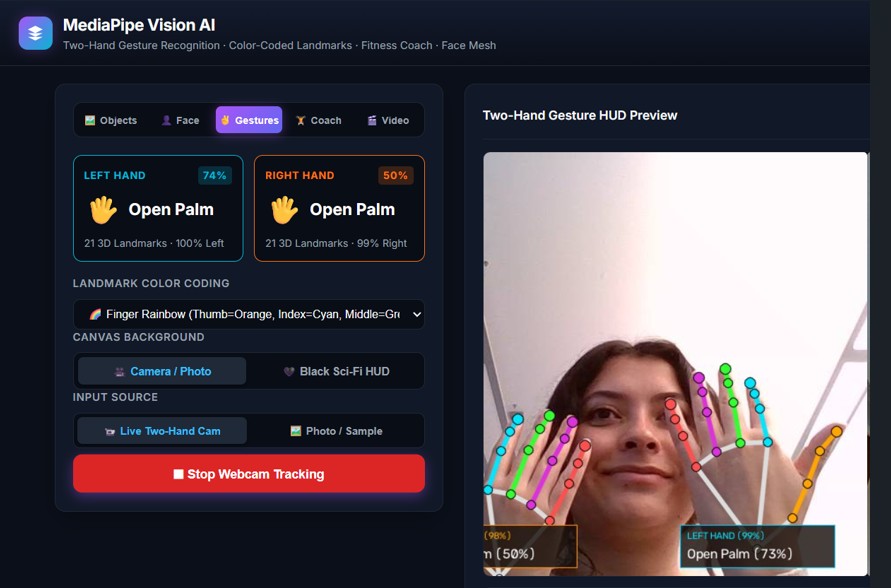 MediaPipe Vision AI
Two-Hand Gesture Recognition · Color-Coded Landmarks · Fitness Coach · Face Mesh
Objects Face Gestures Coach Video
LEFT HAND 74%
Open Palm
21 3D Landmarks · 100% Left
RIGHT HAND 50%
Open Palm
21 3D Landmarks · 99% Right
LANDMARK COLOR CODING
Finger Rainbow (Thumb=Orange, Index=Cyan, Middle=Gre
CANVAS BACKGROUND
Camera / Photo Black Sci-Fi HUD
INPUT SOURCE
Live Two-Hand Cam Photo / Sample
Stop Webcam Tracking
Two-Hand Gesture HUD Preview
(98%)
m (50%)
LEFT HAND (99%)
Open Palm (73%)